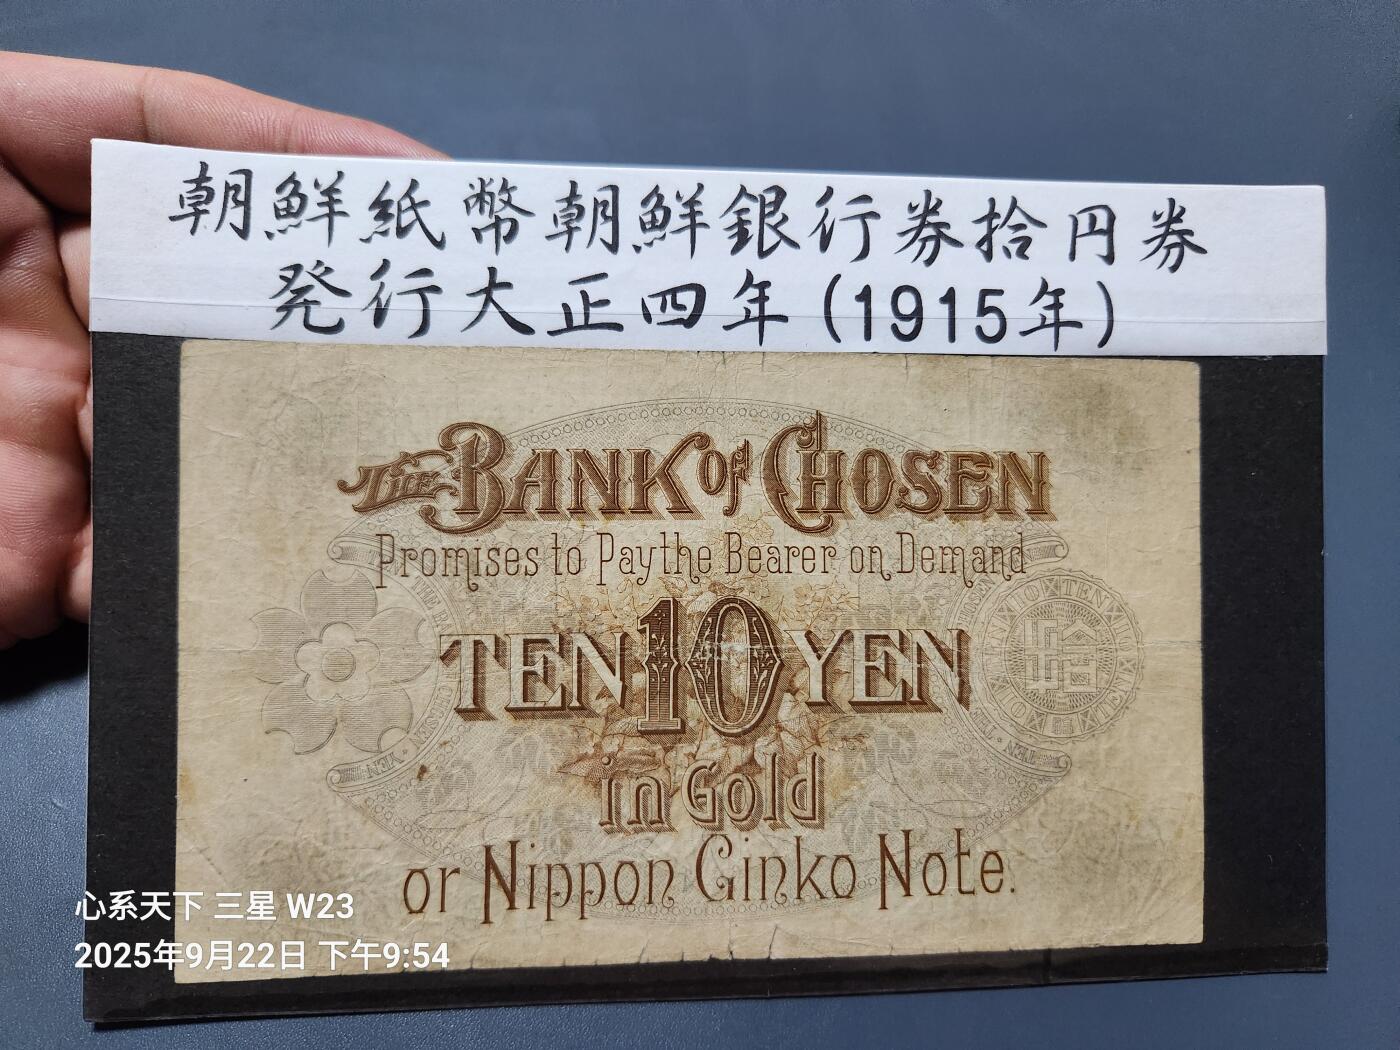 朝鮮紙幣朝鮮銀行券拾円券
発行大正四年(1915年)
The BANK of CHOSEN
Promises to Pay the Bearer on Demand
TEN 10 YEN
in Gold
or Nippon Ginko Note.
心系天下 三星 W23
2025年9月22日 下午9:54